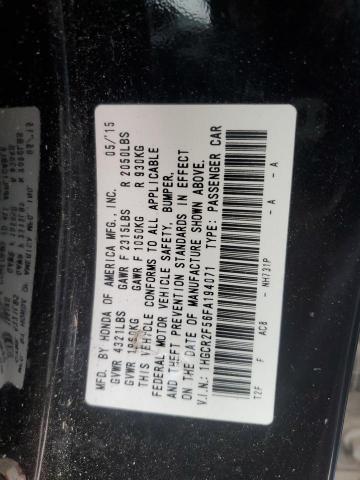 MFD. BY HONDA OF AMERICA MFG., INC. 05/15
GVWR 4321LBS GAWR F 2315LBS R 2050LBS
GVWR KG GAWR F 1050KG R 930KG
THIS VEHICLE CONFORMS TO ALL APPLICABLE
FEDERAL MOTOR VEHICLE SAFETY, BUMPER,
AND THEFT PREVENTION STANDARDS IN EFFECT
ON THE DATE OF MANUFACTURE SHOWN ABOVE.
V.I.N.: 1HGCR2F56FA194071 TYPE: PASSENGER CAR
T2F F AC8 - NH731P - A - A